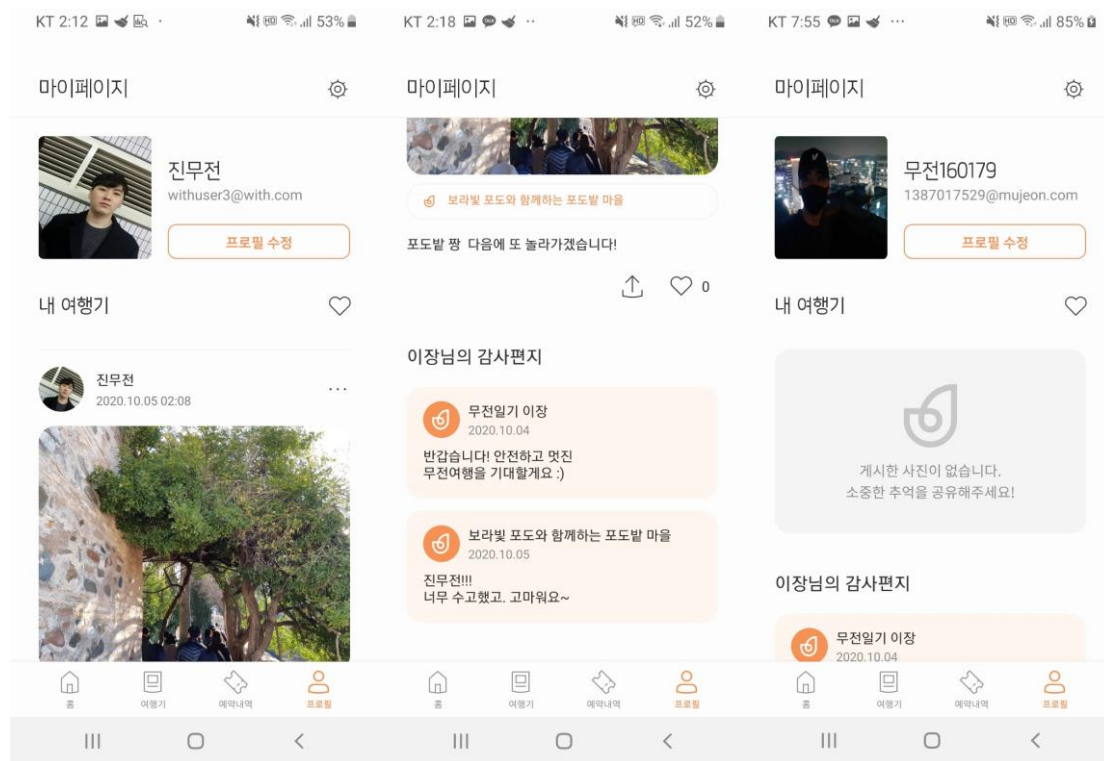 KT 2:12
53%
마이페이지
진무전
withuser3@with.com
프로필 수정
내 여행기
진무전
2020.10.05 02:08
홈
여행기
예약내역
프로필
KT 2:18
52%
마이페이지
보라빛 포도와 함께하는 포도밭 마을
포도밭 짱 다음에 또 놀라가겠습니다!
0
이장님의 감사편지
무전일기 이장
2020.10.04
반갑습니다! 안전하고 멋진
무전여행을 기대할게요 :)
보라빛 포도와 함께하는 포도밭 마을
2020.10.05
진무전!!!
너무 수고했고. 고마워요~
홈
여행기
예약내역
프로필
KT 7:55
85%
마이페이지
무전160179
1387017529@mujeon.com
프로필 수정
내 여행기
게시한 사진이 없습니다.
소중한 추억을 공유해주세요!
이장님의 감사편지
무전일기 이장
2020.10.04
홈
여행기
예약내역
프로필